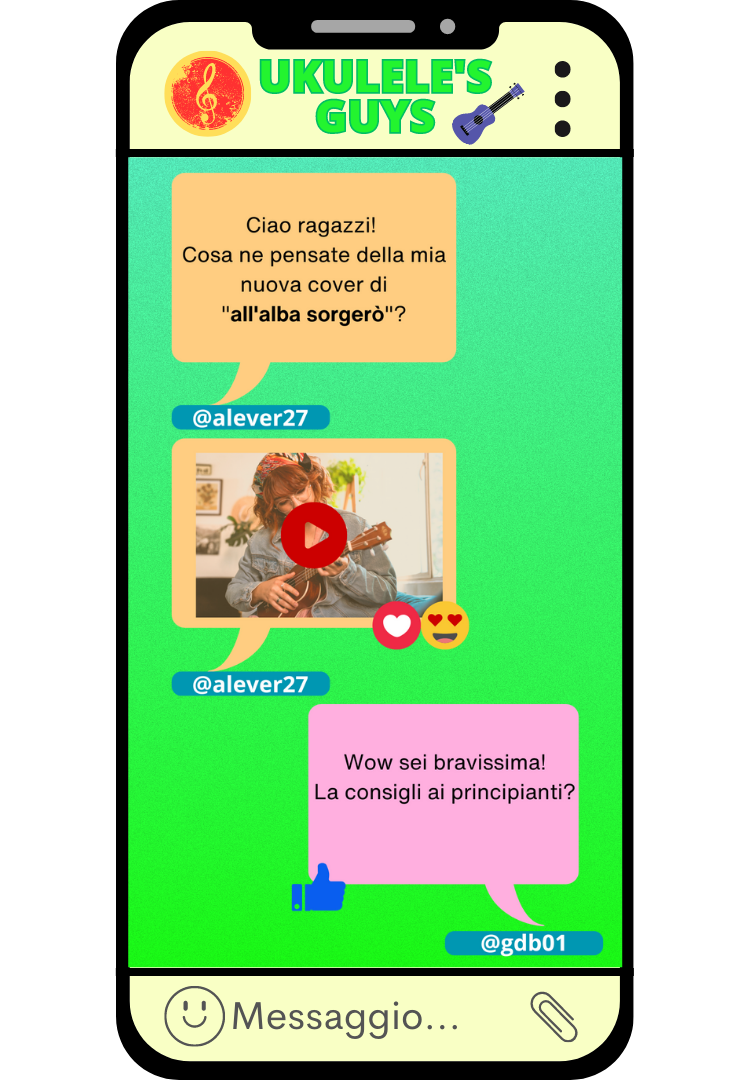 UKULELE'S
GUYS
Ciao ragazzi!
Cosa ne pensate della mia
nuova cover di
"all'alba sorgerò"?
@alever27
@alever27
Wow sei bravissima!
La consigli ai principianti?
@gdb01
Messaggio...